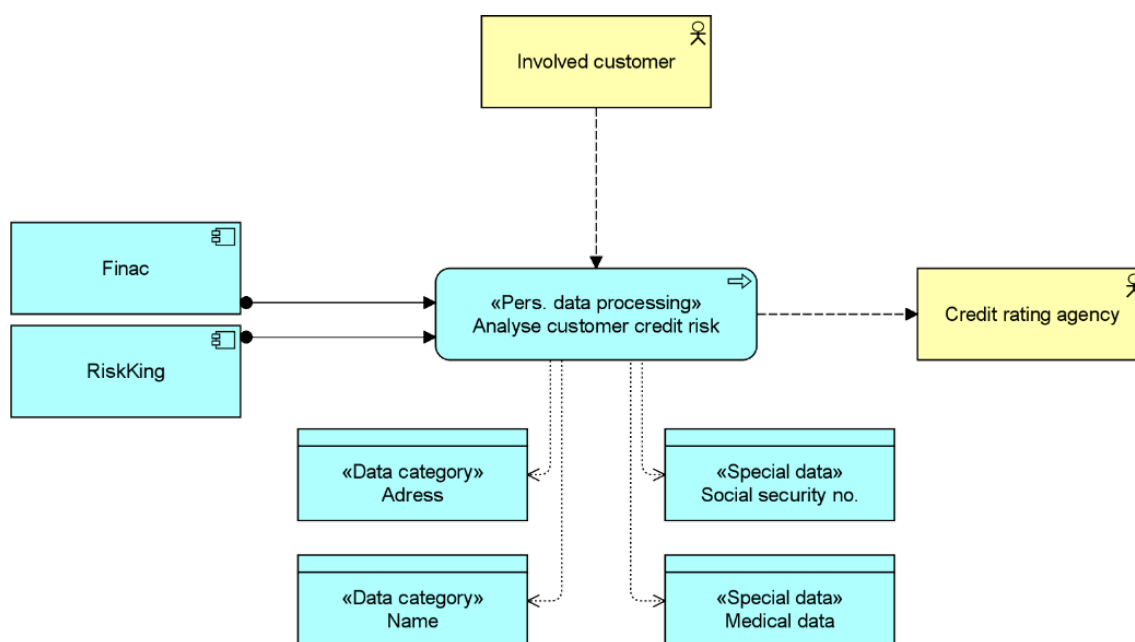 Involved customer
Finac
RiskKing
«Pers. data processing»
Analyse customer credit risk
Credit rating agency
«Data category»
Adress
«Special data»
Social security no.
«Data category»
Name
«Special data»
Medical data